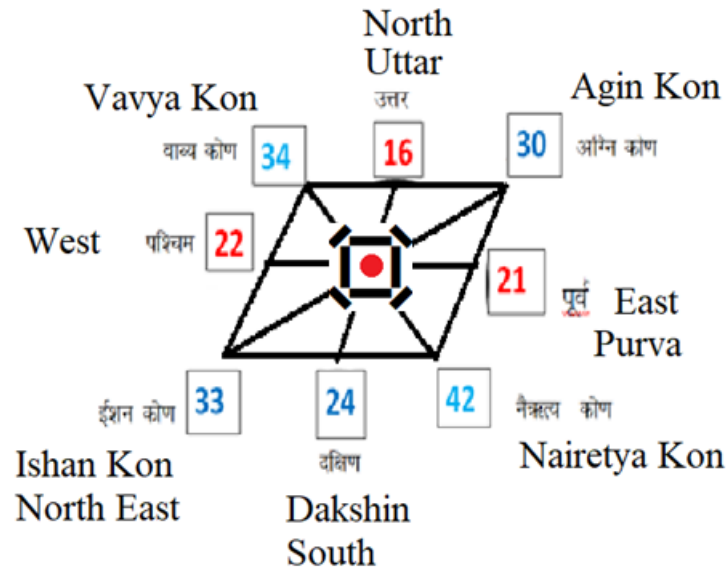 North
Uttar
उत्तर
Vavya Kon
Agin Kon
वाब्य कोण
34
16
30
अग्नि कोण
West
पश्चिम
22
21
पूर्व
East
Purva
ईशन कोण
33
24
42
नैऋत्य कोण
Ishan Kon
North East
दक्षिण
Nairetya Kon
Dakshin
South